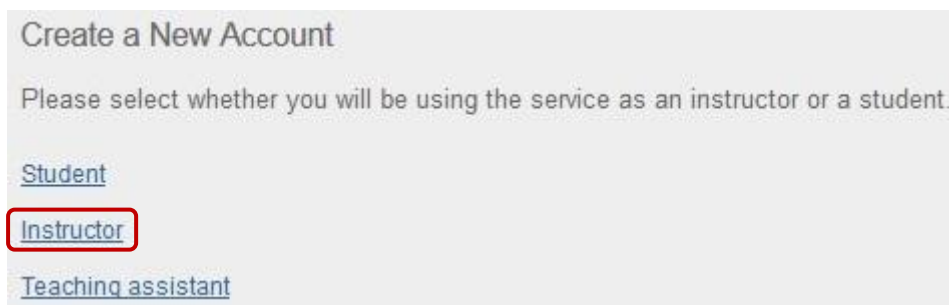 Create a New Account
Please select whether you will be using the service as an instructor or a student.
Student
Instructor
Teaching assistant